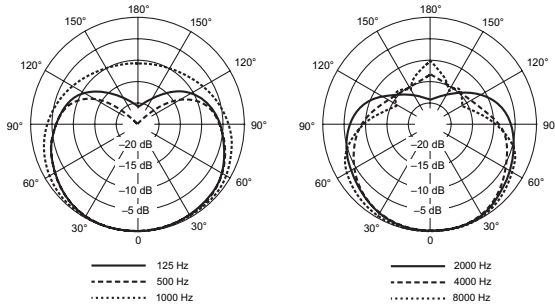 180°
150° 150°
120° 120°
90° 90°
–20 dB
–15 dB
60° 60°
–10 dB
–5 dB
30° 30°
0
125 Hz
500 Hz
1000 Hz
180°
150° 150°
120° 120°
90° 90°
–20 dB
–15 dB
60° 60°
–10 dB
–5 dB
30° 30°
0
2000 Hz
4000 Hz
8000 Hz